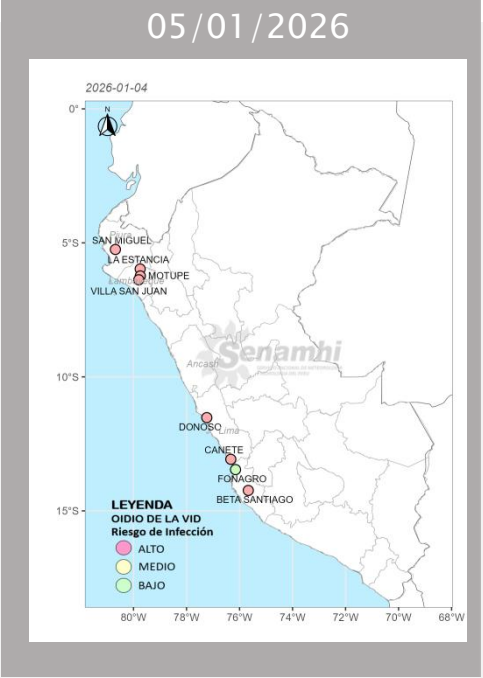 05/01/2026
2026-01-04
N
0°
Piura
SAN MIGUEL
5°S
LA ESTANCIA
MOTUPE
Lambayeque
VILLA SAN JUAN
Senamhi
Ancash
10°S
DONOSO
Lima
CANETE
FONAGRO
BETA SANTIAGO
15°S
LEYENDA
OIDIO DE LA VID
Riesgo de Infección
ALTO
MEDIO
BAJO
80°W 78°W 76°W 74°W 72°W 70°W 68°W